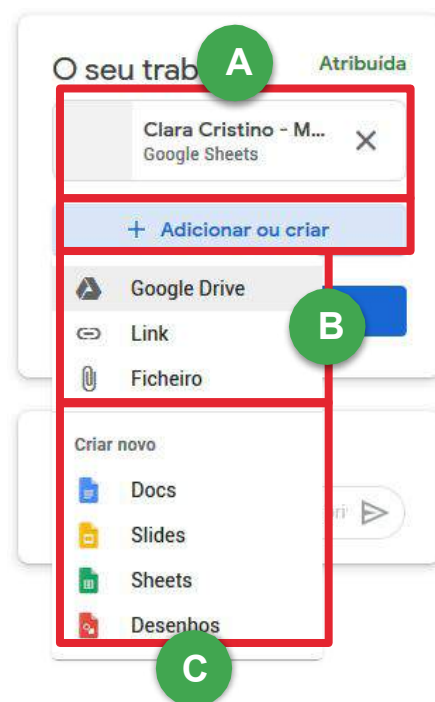 O seu trab
A
Atribuída
Clara Cristino - M...
Google Sheets
+ Adicionar ou criar
Google Drive
B
Link
Ficheiro
Criar novo
Docs
Slides
Sheets
Desenhos
C